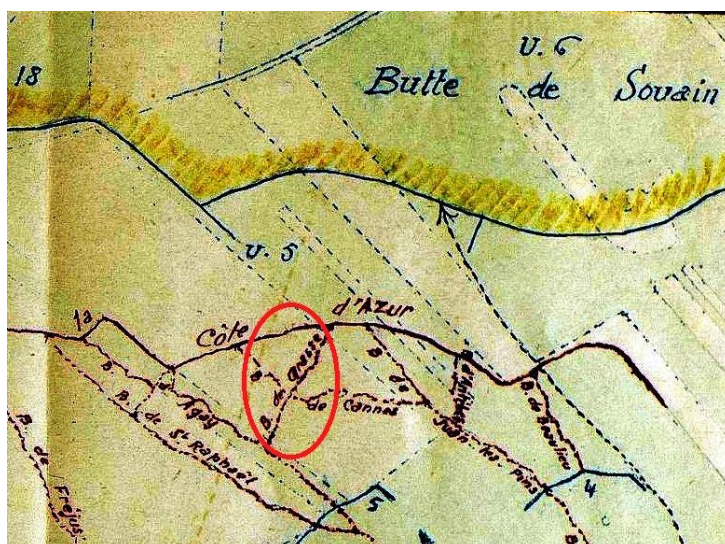 18
U. 6
Butte de Souain
U. 5
Côte d'Azur
B. d'Agay
B. de St Raphaël
B. de Fréjus
B. de Grasse
B. de Cannes
B. de Juan les Pins
B. de Beaulieu
5
4